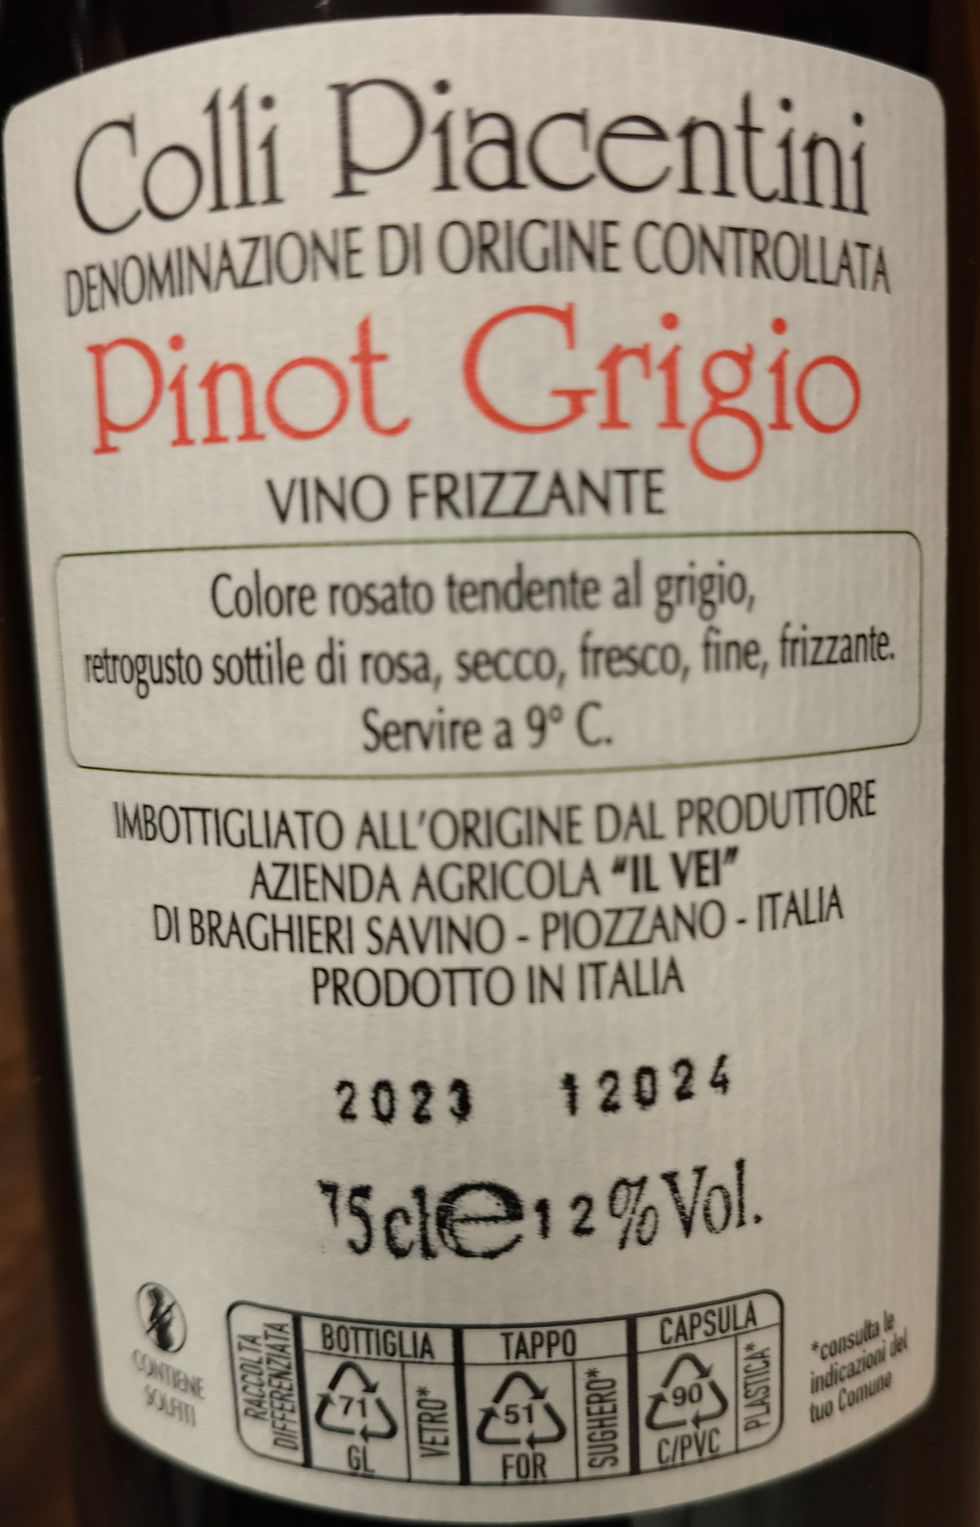 Colli Piacentini
DENOMINAZIONE DI ORIGINE CONTROLLATA
Pinot Grigio
VINO FRIZZANTE
Colore rosato tendente al grigio,
retrogusto sottile di rosa, secco, fresco, fine, frizzante.
Servire a 9° C.
IMBOTTIGLIATO ALL'ORIGINE DAL PRODUTTORE
AZIENDA AGRICOLA "IL VEI"
DI BRAGHIERI SAVINO - PIOZZANO - ITALIA
PRODOTTO IN ITALIA
2023 12024
75cl e 12 % Vol.
CONTIENE
SOLFITI
RACCOLTA
DIFFERENZIATA
BOTTIGLIA
71
GL
VETRO*
TAPPO
51
FOR
SUGHERO*
CAPSULA
90
C/PVC
PLASTICA*
*consulta le
indicazioni del
tuo Comune